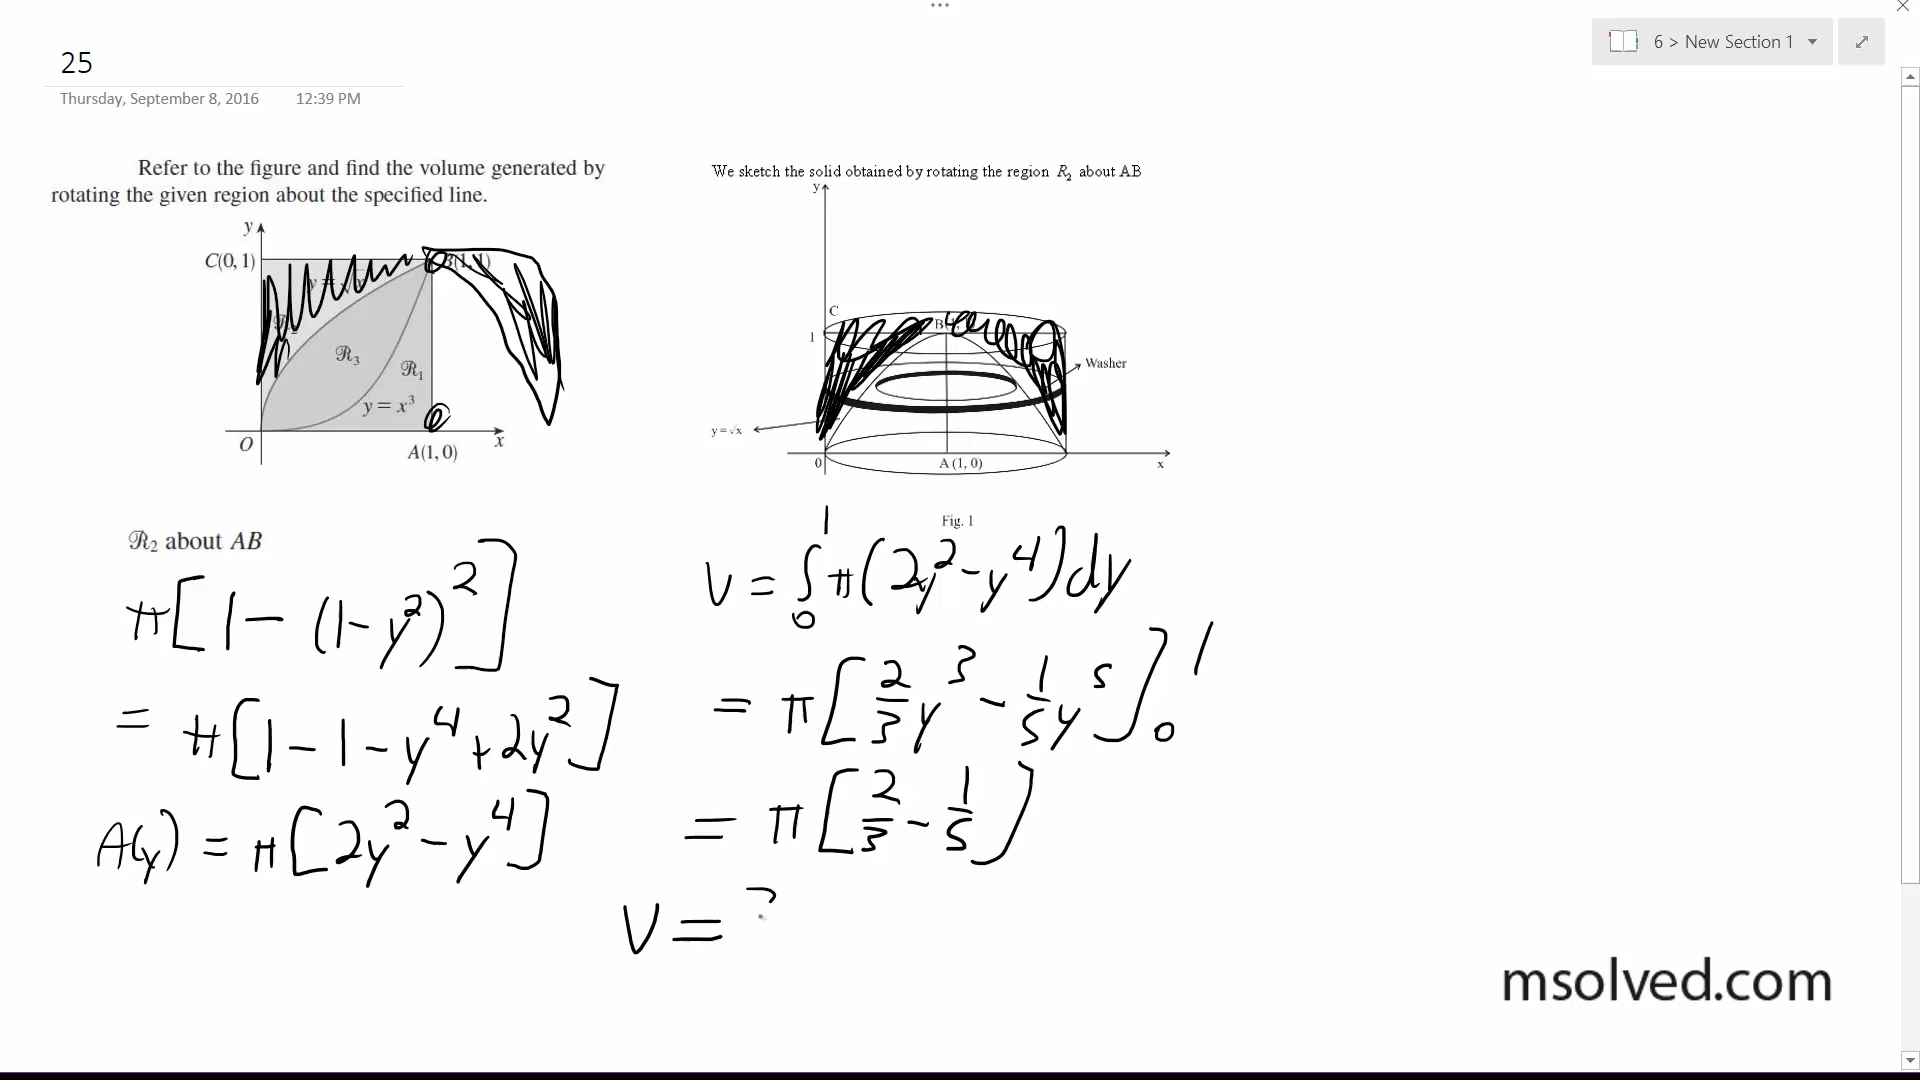 6 > New Section 1
25
Thursday, September 8, 2016 12:39 PM
Refer to the figure and find the volume generated by
rotating the given region about the specified line.
y
C(0, 1)
B(1, 1)
ℛ₃
ℛ₁
y = x³
O
A(1, 0)
x
ℛ₂ about AB
π[1 - (1-y²)²]
= π[1 - 1 - y⁴ + 2y²]
A(y) = π[2y² - y⁴]
We sketch the solid obtained by rotating the region R₂ about AB
y
C
1
B
Washer
y = √x
0
A (1, 0)
x
Fig. 1
V = ∫₀¹ π(2y² - y⁴)dy
= π[2/3 y³ - 1/5 y⁵]₀¹
= π[2/3 - 1/5]
V =
msolved.com